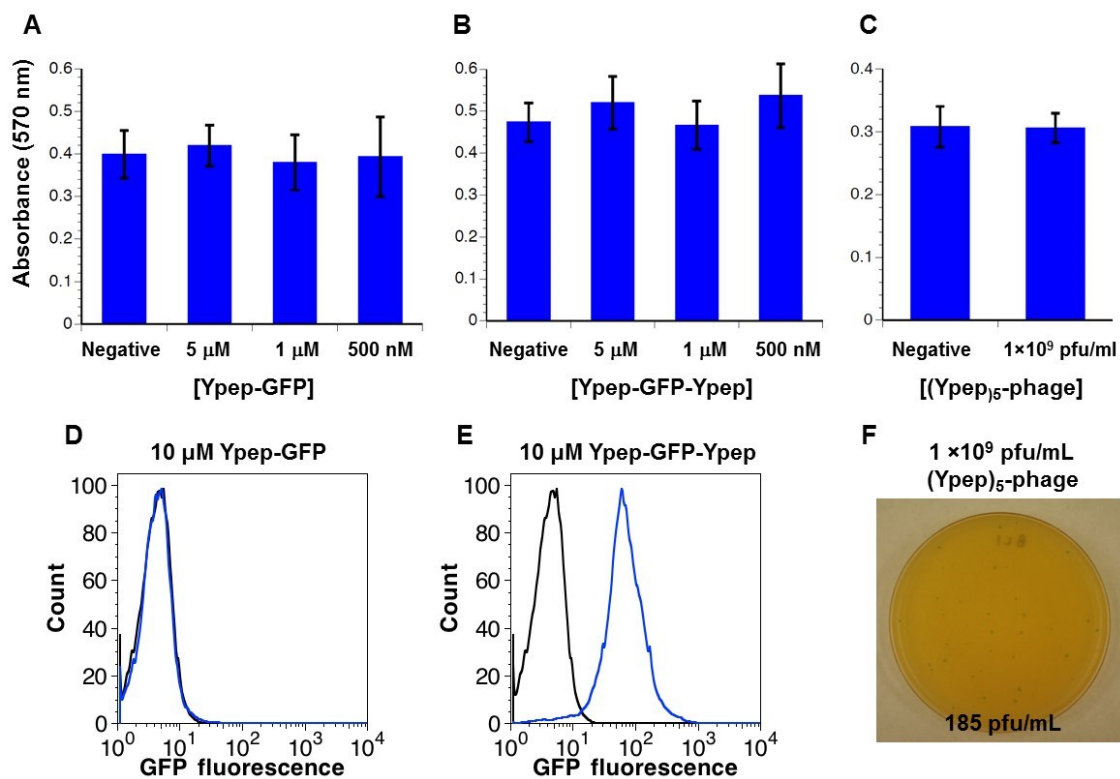 A
B
C
Absorbance (570 nm)
0.6
0.5
0.4
0.3
0.2
0.1
0
Negative 5 μM 1 μM 500 nM
[Ypep-GFP]
0.6
0.5
0.4
0.3
0.2
0.1
0
Negative 5 μM 1 μM 500 nM
[Ypep-GFP-Ypep]
0.4
0.3
0.2
0.1
0
Negative 1×10⁹ pfu/ml
[(Ypep)₅-phage]
D
10 μM Ypep-GFP
Count
100
80
60
40
20
0
10⁰ 10¹ 10² 10³ 10⁴
GFP fluorescence
E
10 μM Ypep-GFP-Ypep
Count
100
80
60
40
20
0
10⁰ 10¹ 10² 10³ 10⁴
GFP fluorescence
F
1 ×10⁹ pfu/mL
(Ypep)₅-phage
185 pfu/mL